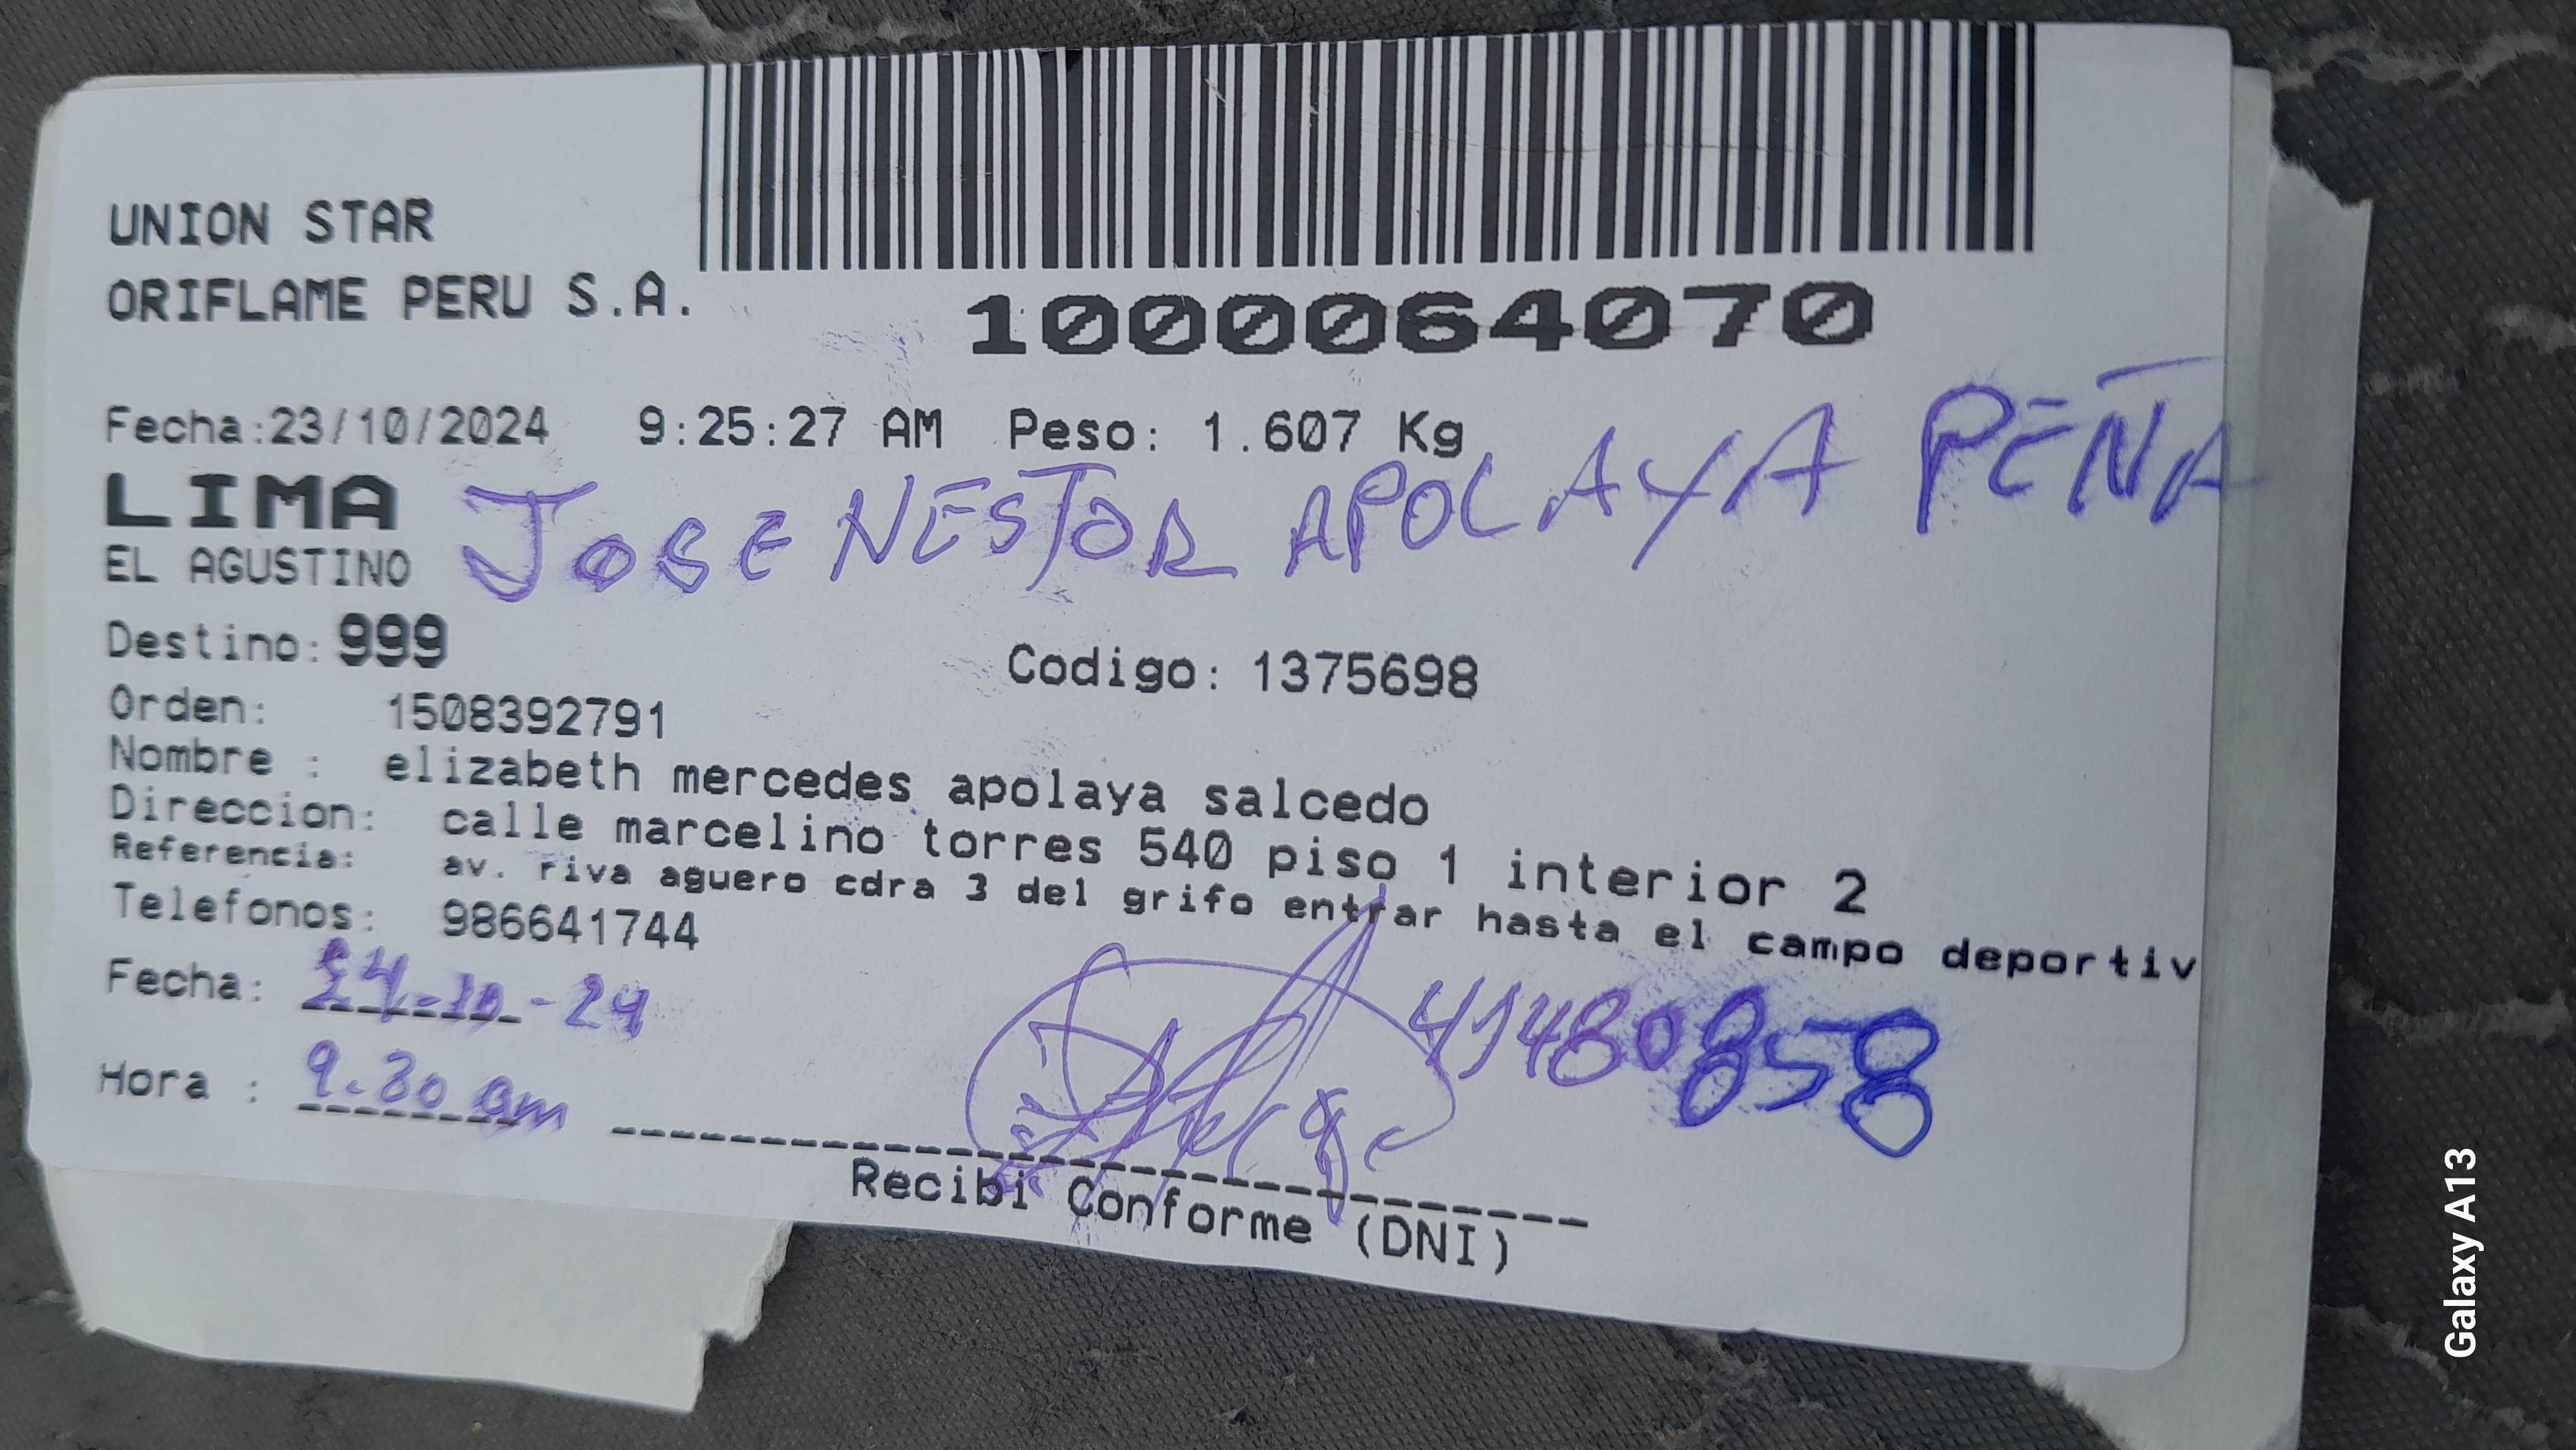 UNION STAR
ORIFLAME PERU S.A.
1000064070
Fecha:23/10/2024 9:25:27 AM Peso: 1.607 Kg
LIMA
JOSE NESTOR APOLAYA PEÑA
EL AGUSTINO
Destino: 999
Codigo: 1375698
Orden: 1508392791
Nombre : elizabeth mercedes apolaya salcedo
Direccion: calle marcelino torres 540 piso 1 interior 2
Referencia: av. riva aguero cdra 3 del grifo entrar hasta el campo deportiv
Telefonos: 986641744
Fecha: 24-10-24
41480858
Hora : 9.30 am
Recibi Conforme (DNI)
Galaxy A13